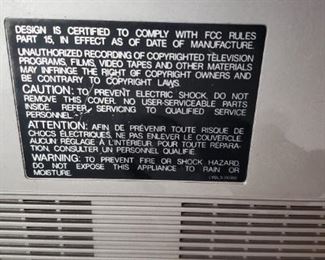 DESIGN IS CERTIFIED TO COMPLY WITH FCC RULES
PART 15, IN EFFECT AS OF DATE OF MANUFACTURE.
UNAUTHORIZED RECORDING OF COPYRIGHTED TELEVISION
PROGRAMS, FILMS, VIDEO TAPES AND OTHER MATERIALS
MAY INFRINGE THE RIGHT OF COPYRIGHT OWNERS AND
BE CONTRARY TO COPYRIGHT LAWS.
CAUTION: TO PREVENT ELECTRIC SHOCK, DO NOT
REMOVE THIS COVER. NO USER-SERVICEABLE PARTS
INSIDE. REFER SERVICING TO QUALIFIED SERVICE
PERSONNEL.
ATTENTION: AFIN DE PRÉVENIR TOUTE RISQUE DE
CHOCS ÉLECTRIQUES, NE PAS ENLEVER LE COUVERCLE.
AUCUN RÉGLAGE À L'INTÉRIEUR. POUR TOUTE RÉPARA-
TION, CONSULTER UN PERSONNEL QUALIFIÉ.
WARNING: TO PREVENT FIRE OR SHOCK HAZARD,
DO NOT EXPOSE THIS APPLIANCE TO RAIN OR
MOISTURE.